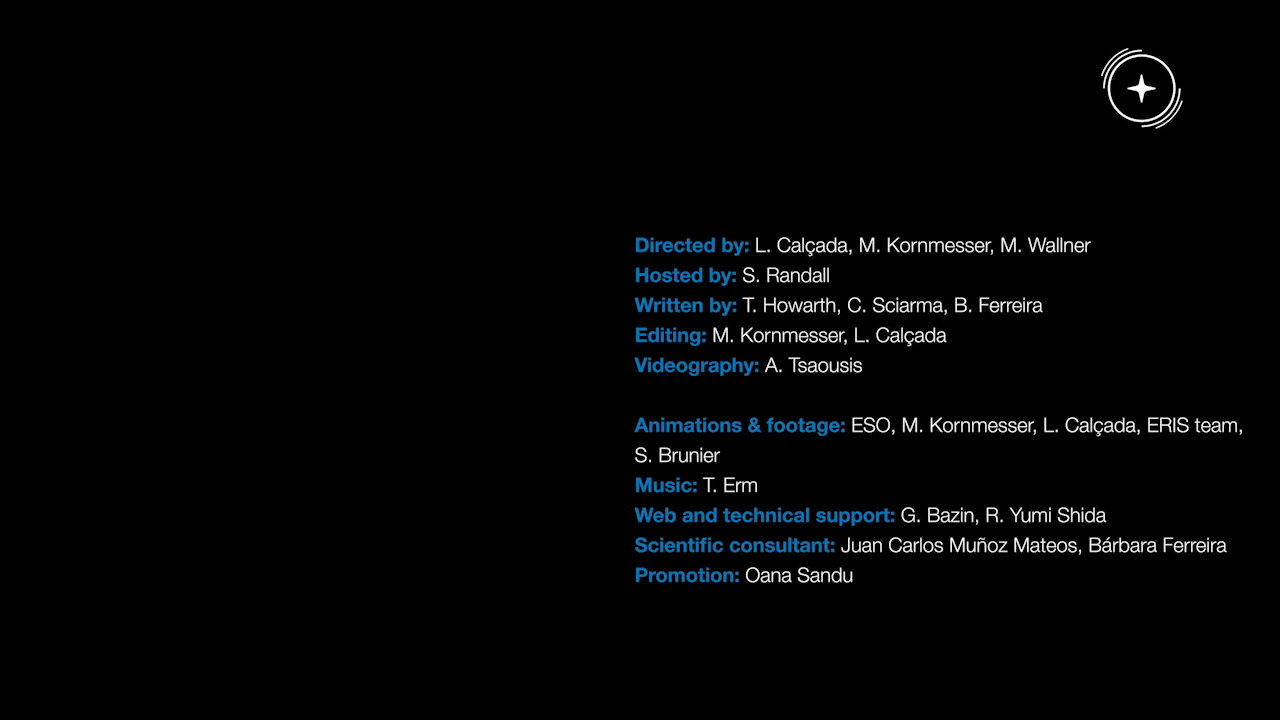 Directed by: L. Calçada, M. Kornmesser, M. Wallner
Hosted by: S. Randall
Written by: T. Howarth, C. Sciarma, B. Ferreira
Editing: M. Kornmesser, L. Calçada
Videography: A. Tsaousis
Animations & footage: ESO, M. Kornmesser, L. Calçada, ERIS team,
S. Brunier
Music: T. Erm
Web and technical support: G. Bazin, R. Yumi Shida
Scientific consultant: Juan Carlos Muñoz Mateos, Bárbara Ferreira
Promotion: Oana Sandu